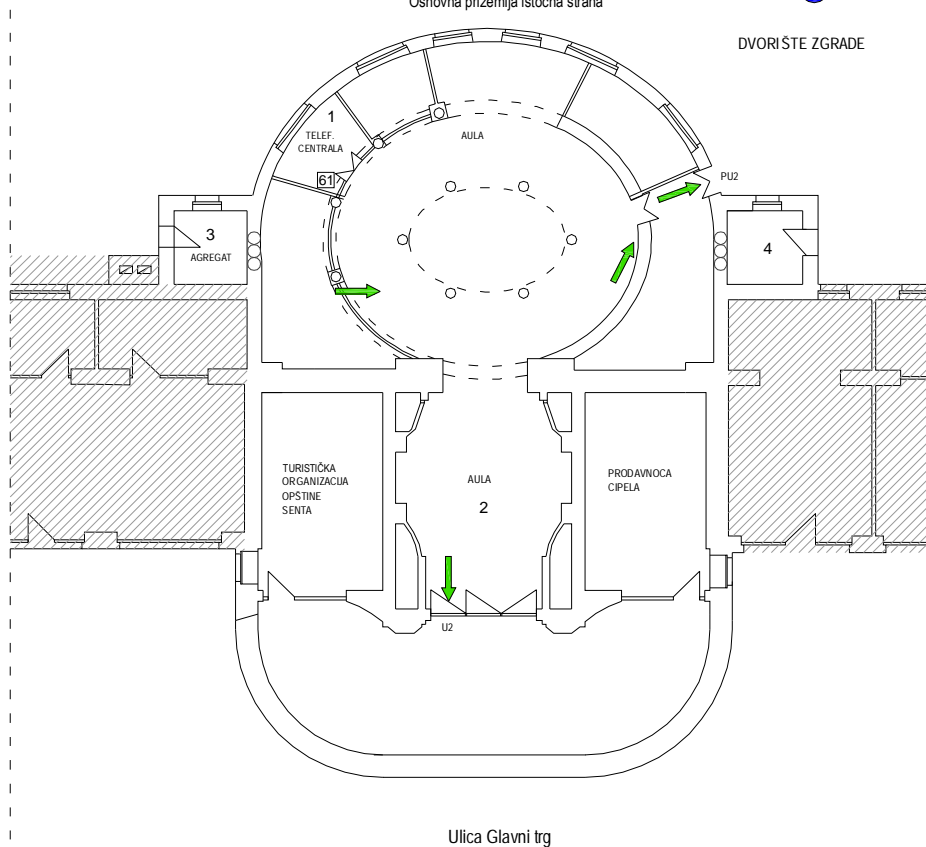 Osnovna prizemlja istočna strana
DVORIŠTE ZGRADE
1
TELEF.
CENTRALA
61
AULA
PU2
3
AGREGAT
4
TURISTIČKA
ORGANIZACIJA
OPŠTINE
SENTA
AULA
2
PRODAVNOCA
CIPELA
U2
Ulica Glavni trg